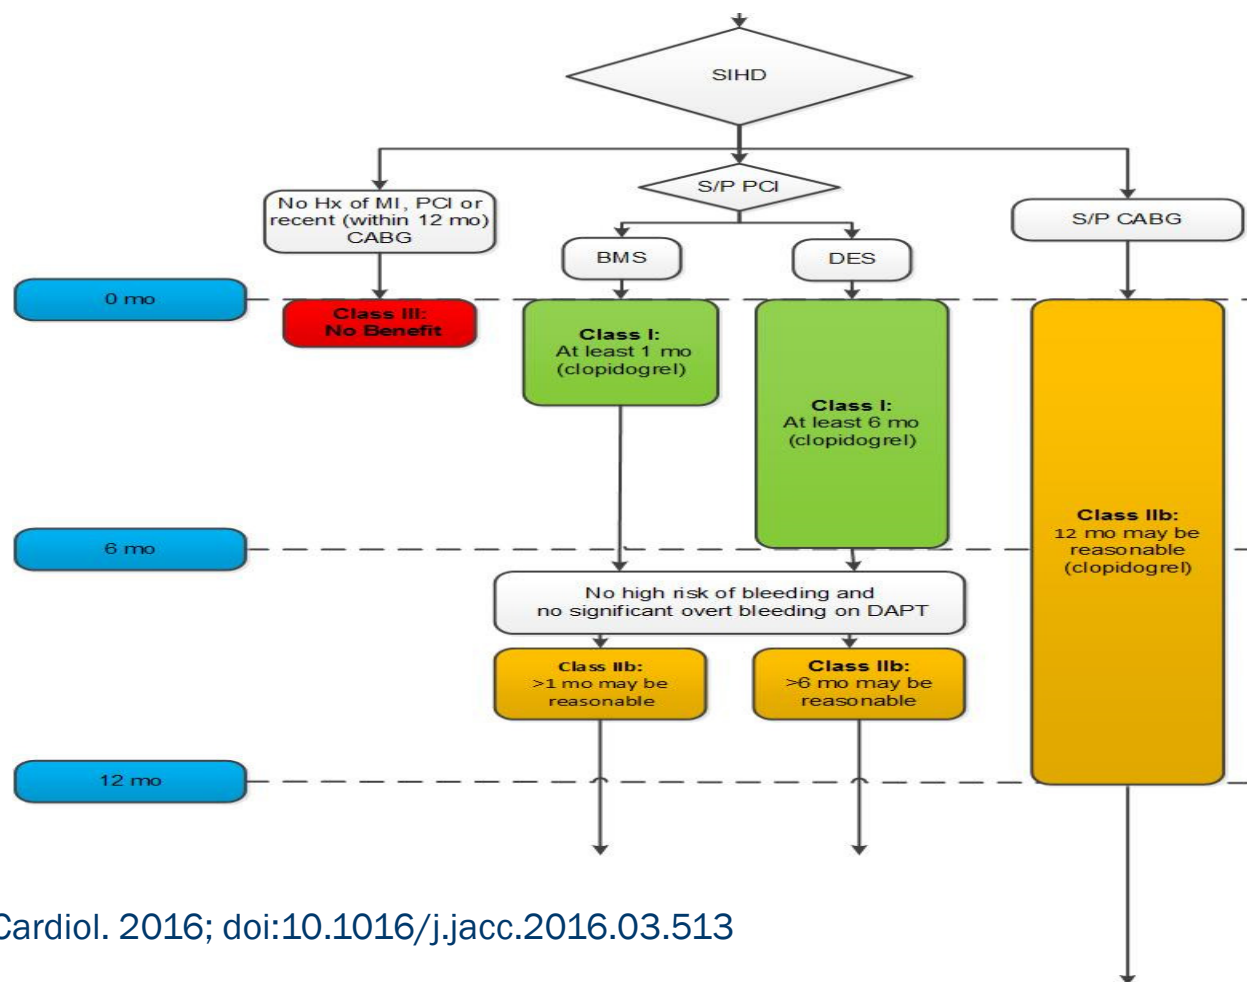 SIHD
No Hx of MI, PCI or
recent (within 12 mo)
CABG
S/P PCI
S/P CABG
BMS
DES
0 mo
Class III:
No Benefit
Class I:
At least 1 mo
(clopidogrel)
Class I:
At least 6 mo
(clopidogrel)
Class IIb:
12 mo may be
reasonable
(clopidogrel)
6 mo
No high risk of bleeding and
no significant overt bleeding on DAPT
Class IIb:
>1 mo may be
reasonable
Class IIb:
>6 mo may be
reasonable
12 mo
Cardiol. 2016; doi:10.1016/j.jacc.2016.03.513